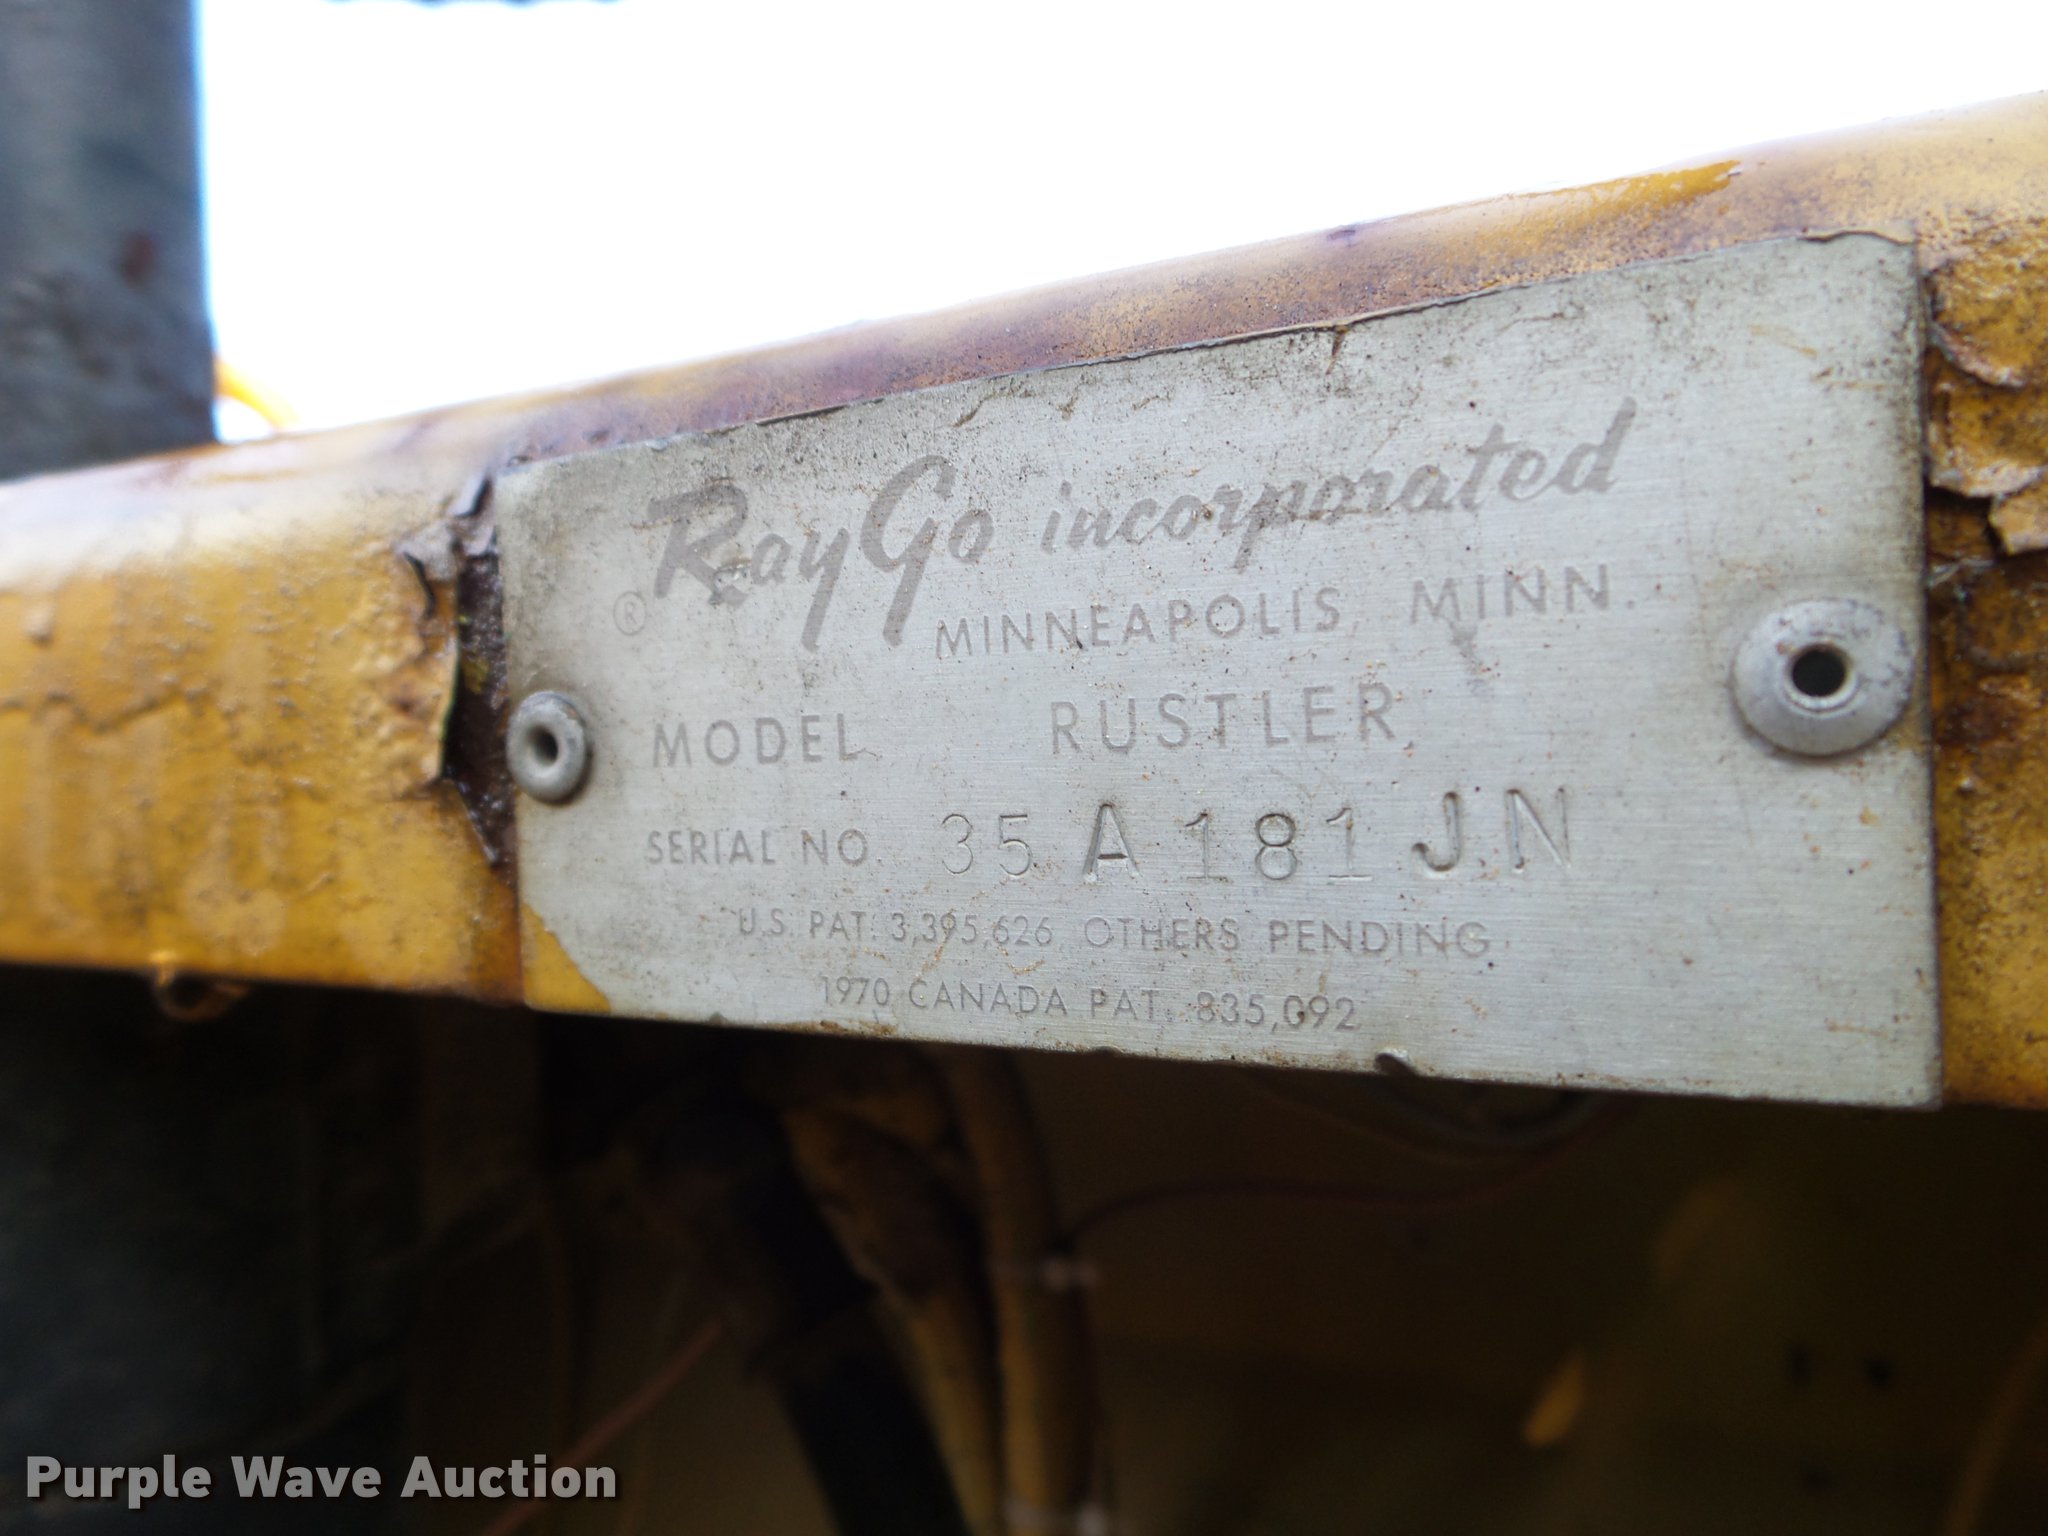 RayGo incorporated
®
MINNEAPOLIS, MINN.
MODEL RUSTLER
SERIAL NO. 35 A 181 JN
U.S. PAT. 3,395,626 OTHERS PENDING
1970 CANADA PAT. 835,092
Purple Wave Auction